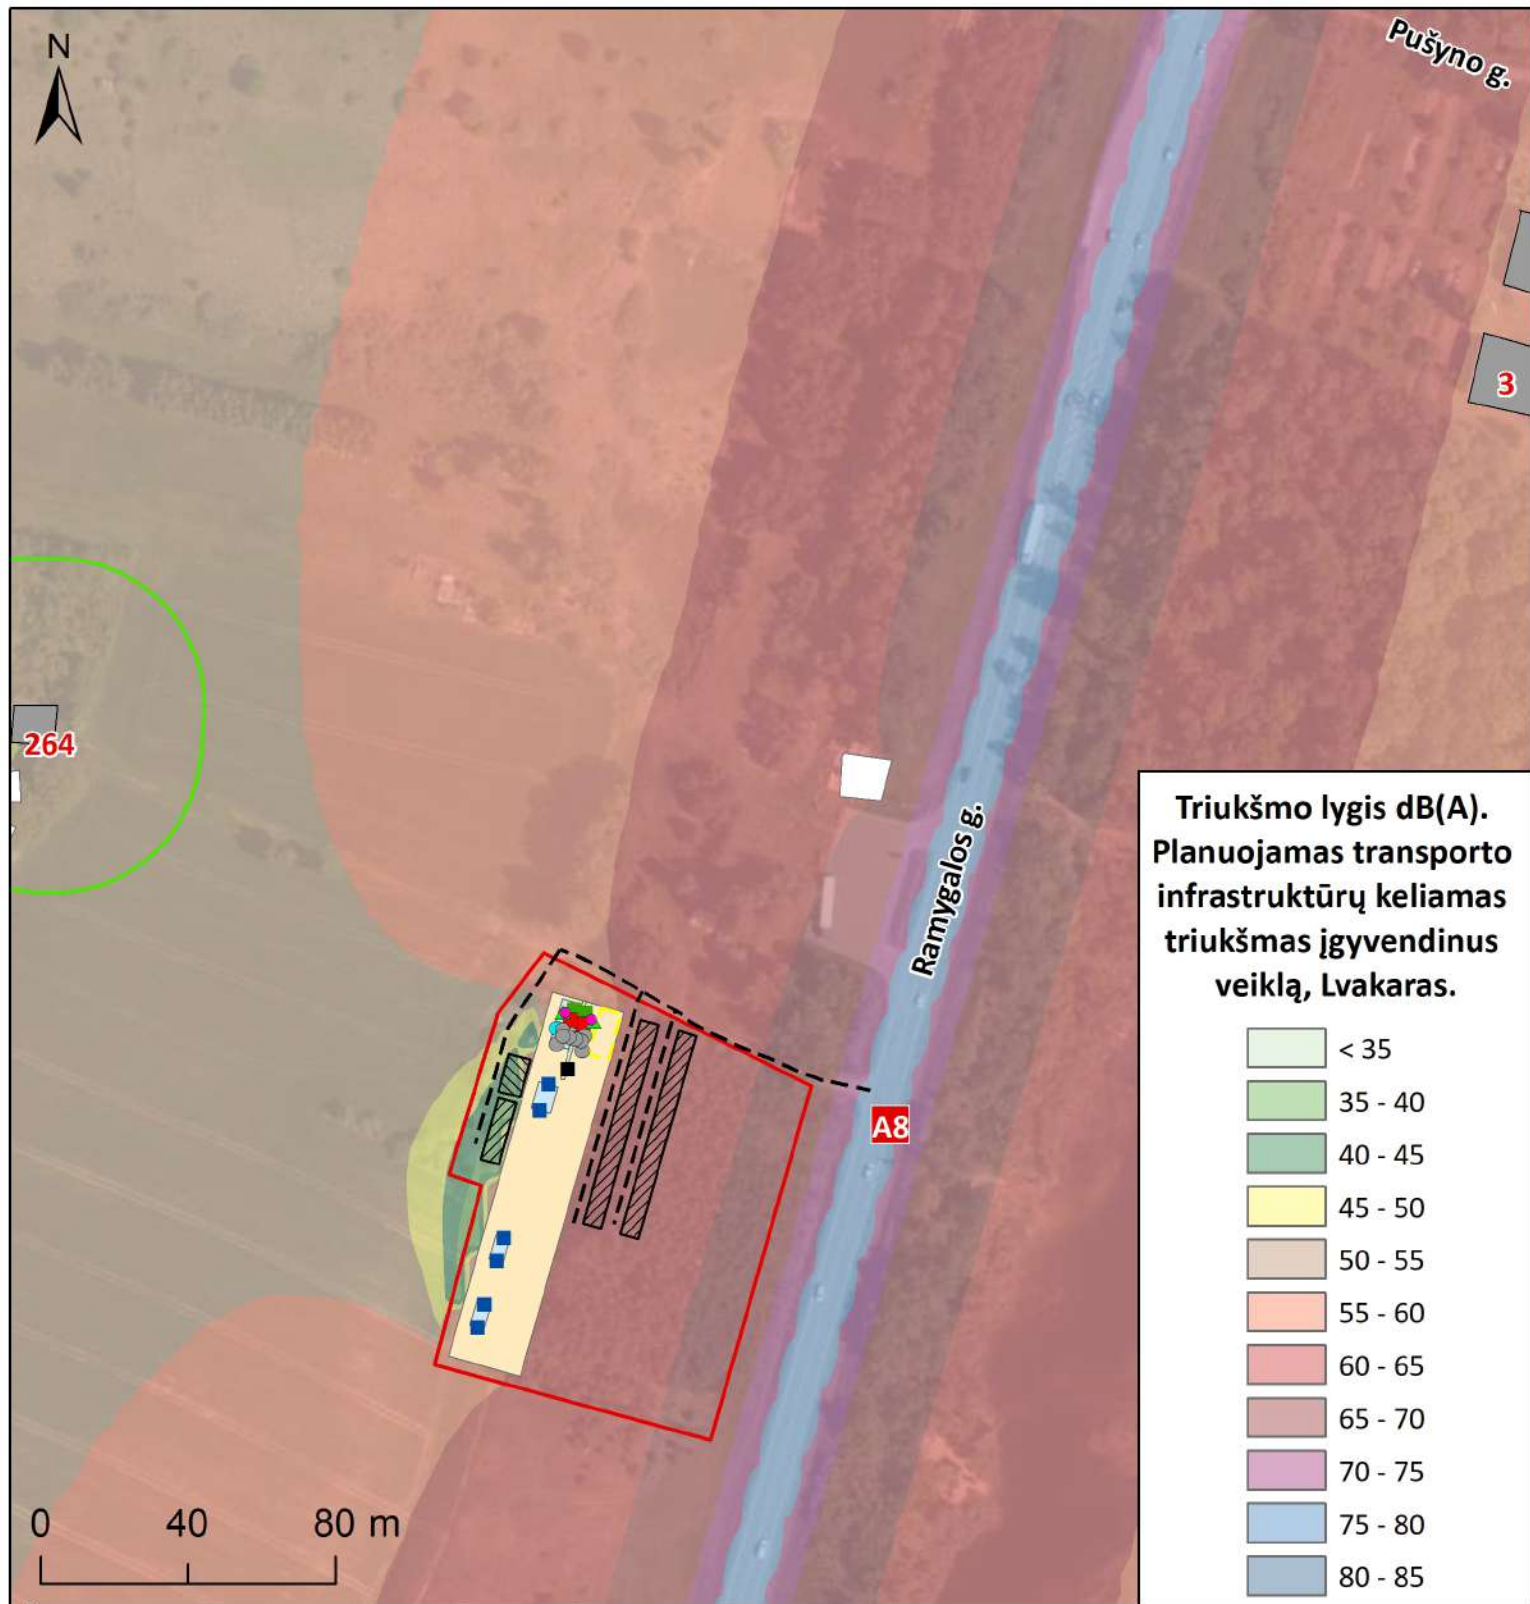 N
Pušyno g.
3
264
Ramygalos g.
A8
0 40 80 m
Triukšmo lygis dB(A).
Planuojamas transporto
infrastruktūrų keliamas
triukšmas įgyvendinus
veiklą, Lvakaras.
< 35
35 - 40
40 - 45
45 - 50
50 - 55
55 - 60
60 - 65
65 - 70
70 - 75
75 - 80
80 - 85